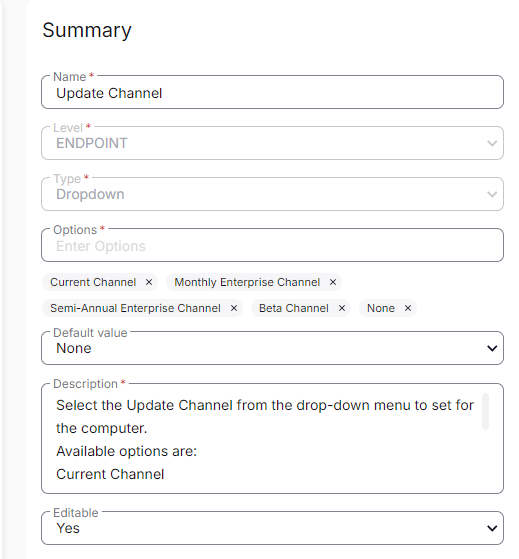 Summary
Name *
Update Channel
Level *
ENDPOINT
Type *
Dropdown
Options *
Enter Options
Current Channel × Monthly Enterprise Channel ×
Semi-Annual Enterprise Channel × Beta Channel × None ×
Default value
None
Description *
Select the Update Channel from the drop-down menu to set for
the computer.
Available options are:
Current Channel
Editable
Yes